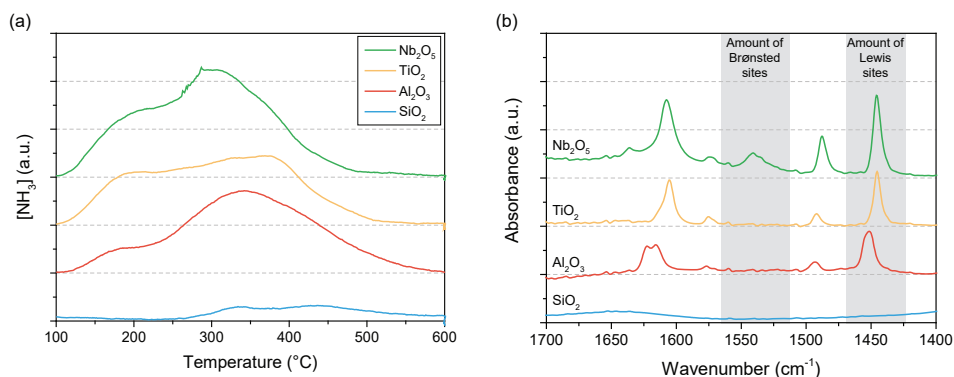 (a)
[NH₃] (a.u.)
Nb₂O₅
TiO₂
Al₂O₃
SiO₂
100 200 300 400 500 600
Temperature (°C)
(b)
Absorbance (a.u.)
Amount of
Brønsted
sites
Amount of
Lewis
sites
Nb₂O₅
TiO₂
Al₂O₃
SiO₂
1700 1650 1600 1550 1500 1450 1400
Wavenumber (cm⁻¹)